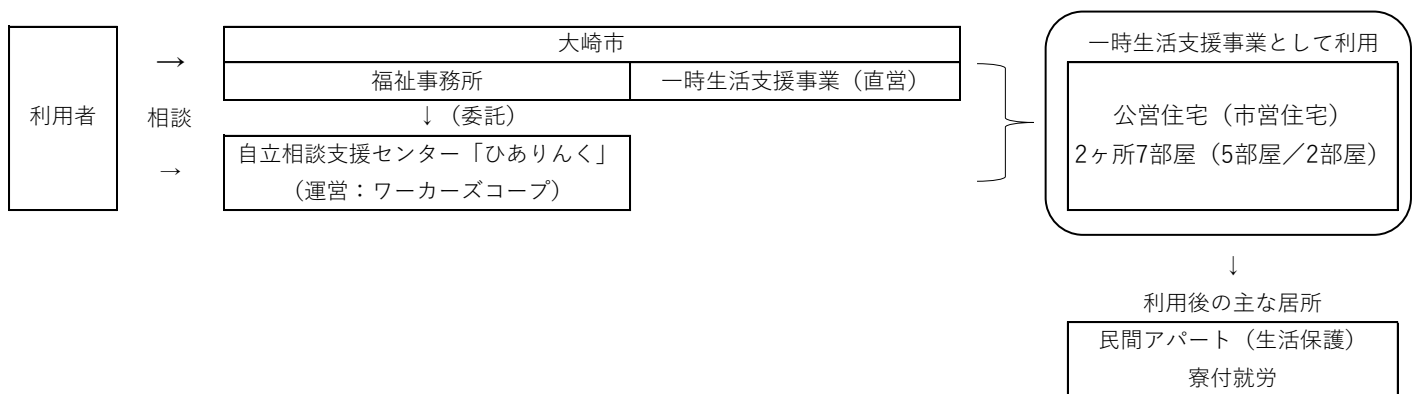 利用者
→
相談
→
大崎市
福祉事務所
一時生活支援事業（直営）
↓（委託）
自立相談支援センター「ひありんく」
（運営：ワーカーズコープ）
一時生活支援事業として利用
公営住宅（市営住宅）
2ヶ所7部屋（5部屋／2部屋）
↓
利用後の主な居所
民間アパート（生活保護）
寮付就労